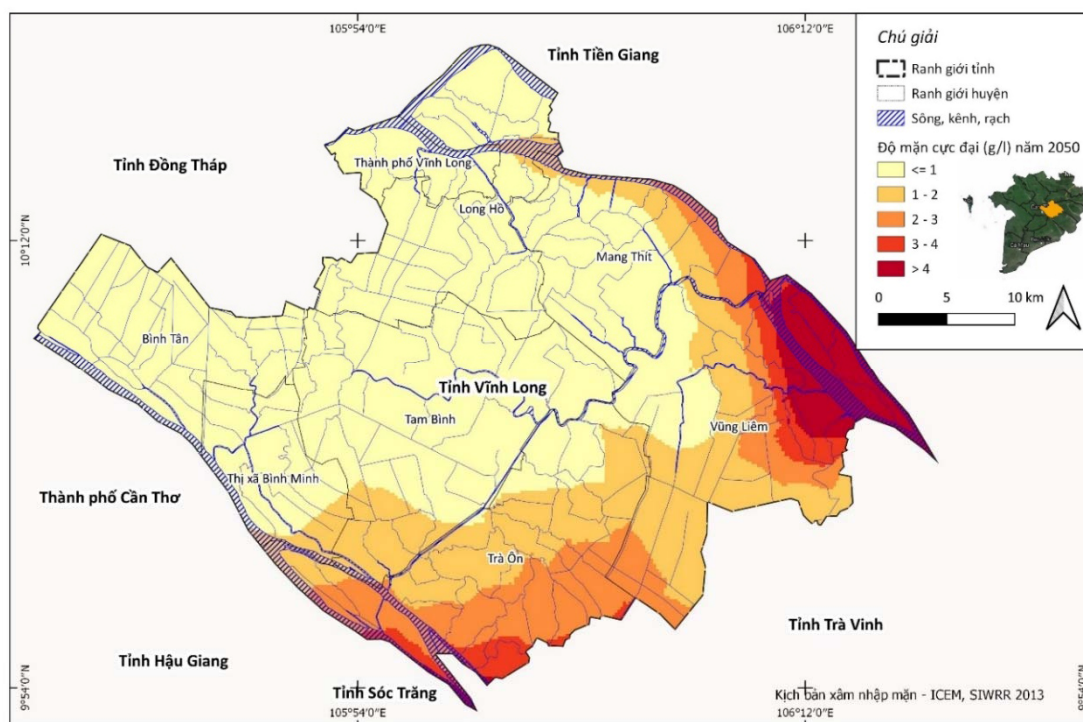 105°54'0"E
106°12'0"E
Tỉnh Tiền Giang
Tỉnh Đồng Tháp
Thành phố Vĩnh Long
Long Hồ
10°12'0"N
Mang Thít
Bình Tân
Tỉnh Vĩnh Long
Tam Bình
Vũng Liêm
Thị xã Bình Minh
Thành phố Cần Thơ
Trà Ôn
Tỉnh Trà Vinh
Tỉnh Hậu Giang
Tỉnh Sóc Trăng
9°54'0"N
105°54'0"E
106°12'0"E
Kịch bản xâm nhập mặn - ICEM, SIWRR 2013
Chú giải
Ranh giới tỉnh
Ranh giới huyện
Sông, kênh, rạch
Độ mặn cực đại (g/l) năm 2050
<= 1
1 - 2
2 - 3
3 - 4
> 4
0 5 10 km